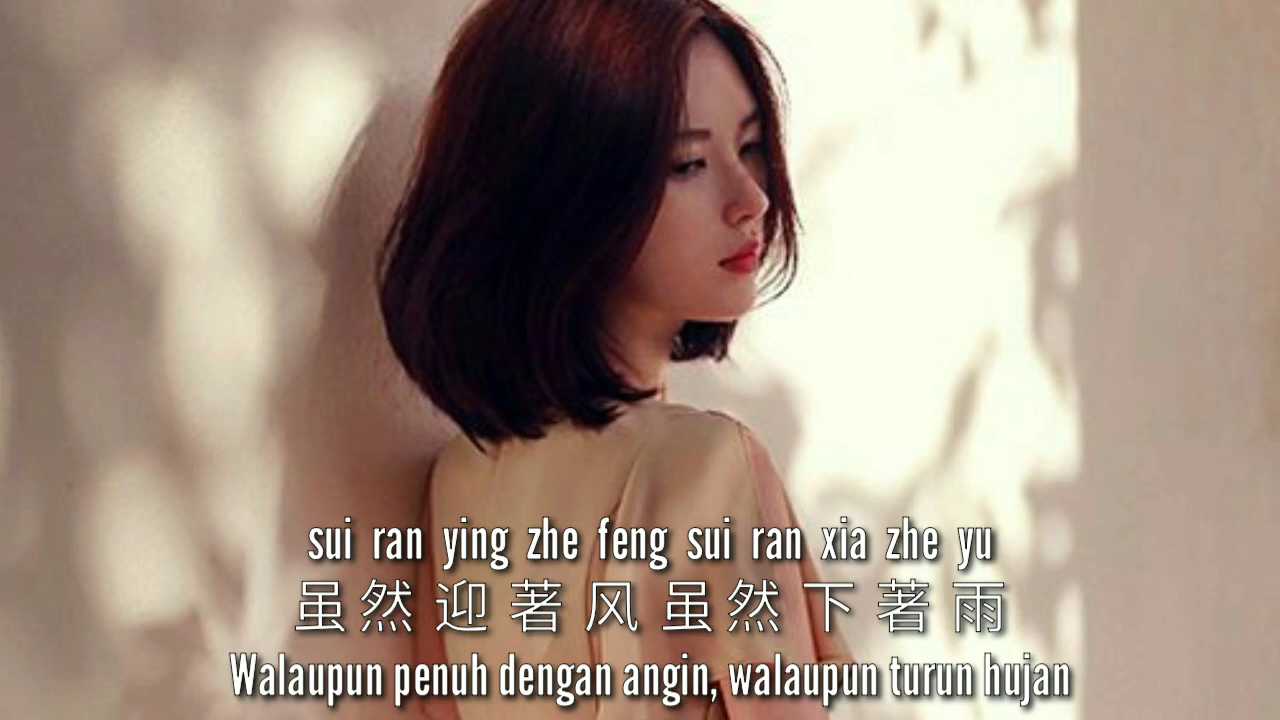 sui ran ying zhe feng sui ran xia zhe yu
虽然迎著风虽然下著雨
Walaupun penuh dengan angin, walaupun turun hujan